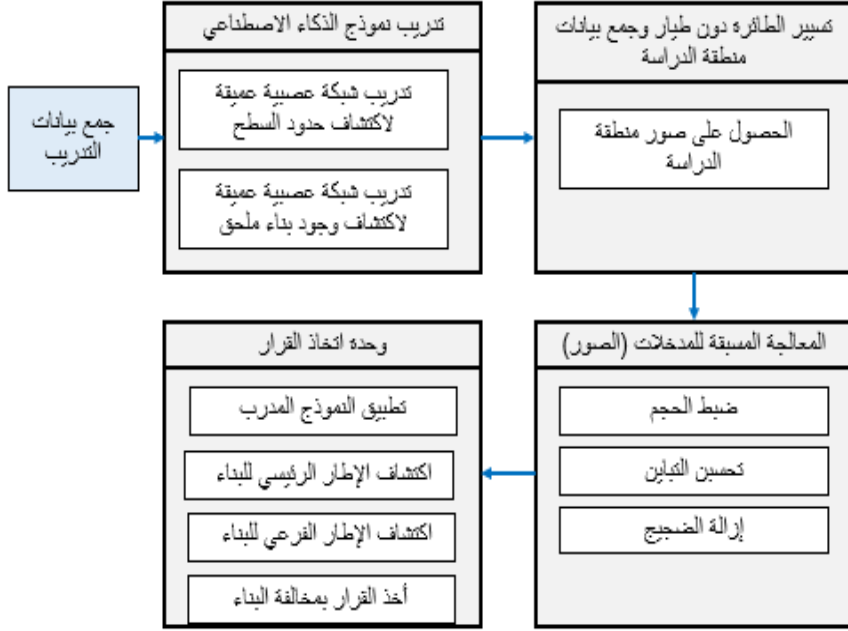 جمع بيانات
التدريب
تدريب نموذج الذكاء الاصطناعي
تدريب شبكة عصبية عميقة
لاكتشاف حدود السطح
تدريب شبكة عصبية عميقة
لاكتشاف وجود بناء ملحق
تسيير الطائرة دون طيار وجمع بيانات
منطقة الدراسة
الحصول على صور منطقة
الدراسة
المعالجة المسبقة للمدخلات (الصور)
ضبط الحجم
تحسين التباين
إزالة الضجيج
وحدة اتخاذ القرار
تطبيق النموذج المدرب
اكتشاف الإطار الرئيسي للبناء
اكتشاف الإطار الفرعي للبناء
أخذ القرار بمخالفة البناء